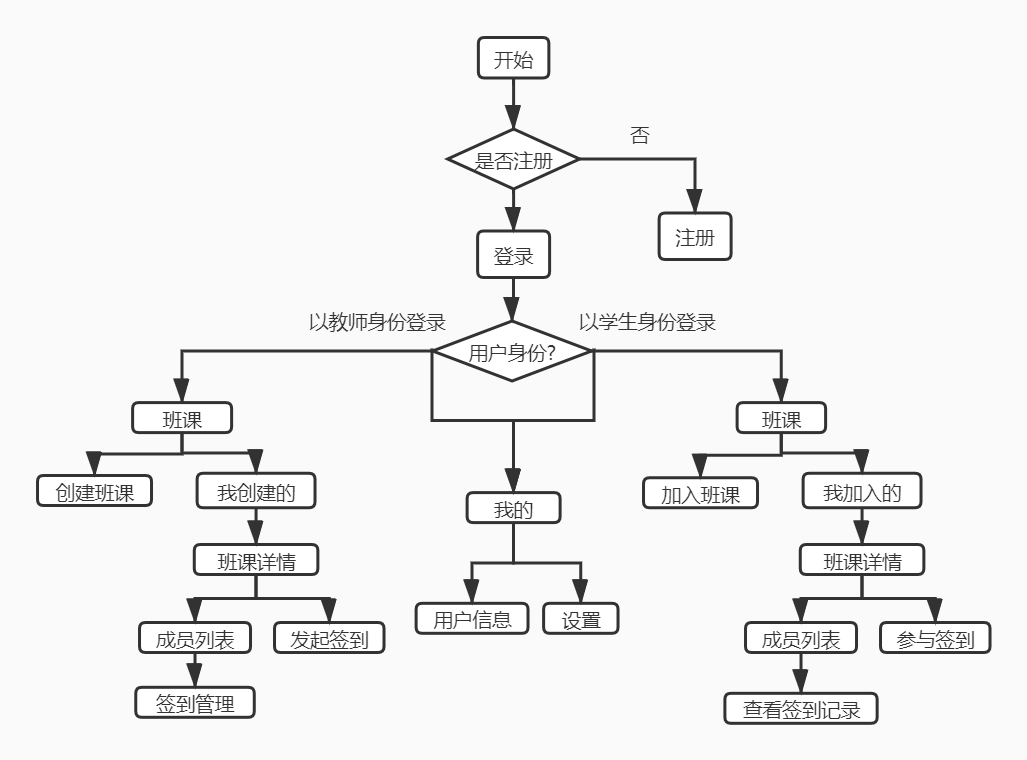 开始
否
是否注册
注册
登录
以教师身份登录
以学生身份登录
用户身份?
班课
班课
创建班课
我创建的
我的
加入班课
我加入的
班课详情
班课详情
用户信息
设置
成员列表
发起签到
成员列表
参与签到
签到管理
查看签到记录